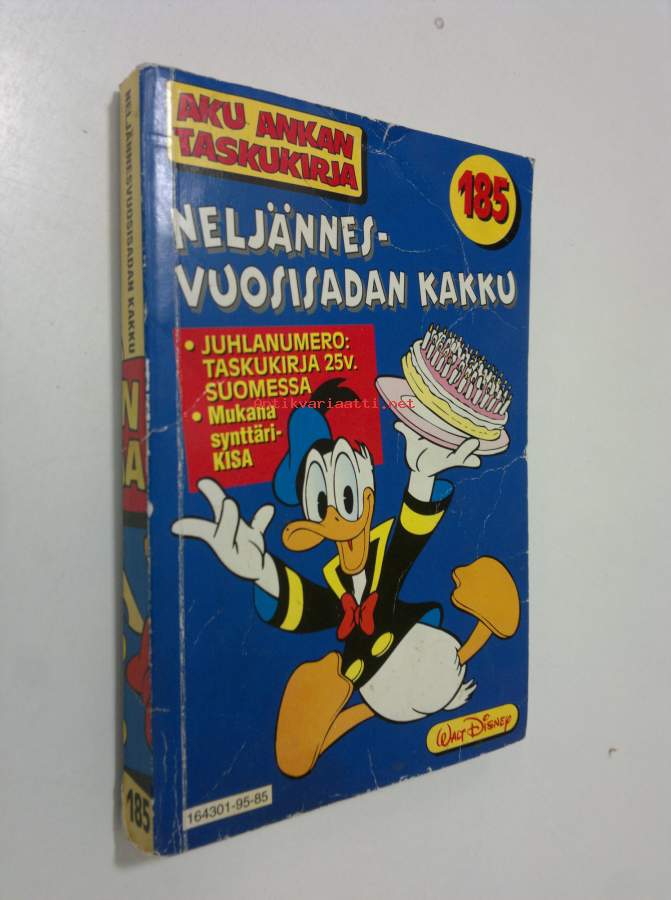 AKU ANKAN
TASKUKIRJA
185
NELJÄNNES-
VUOSISADAN KAKKU
• JUHLANUMERO:
TASKUKIRJA 25v.
SUOMESSA
• Mukana
synttäri-
KISA
Antikvariaatti.net
WALT DISNEY
164301-95-85
NELJÄNNESVUOSISADAN KAKKU
185